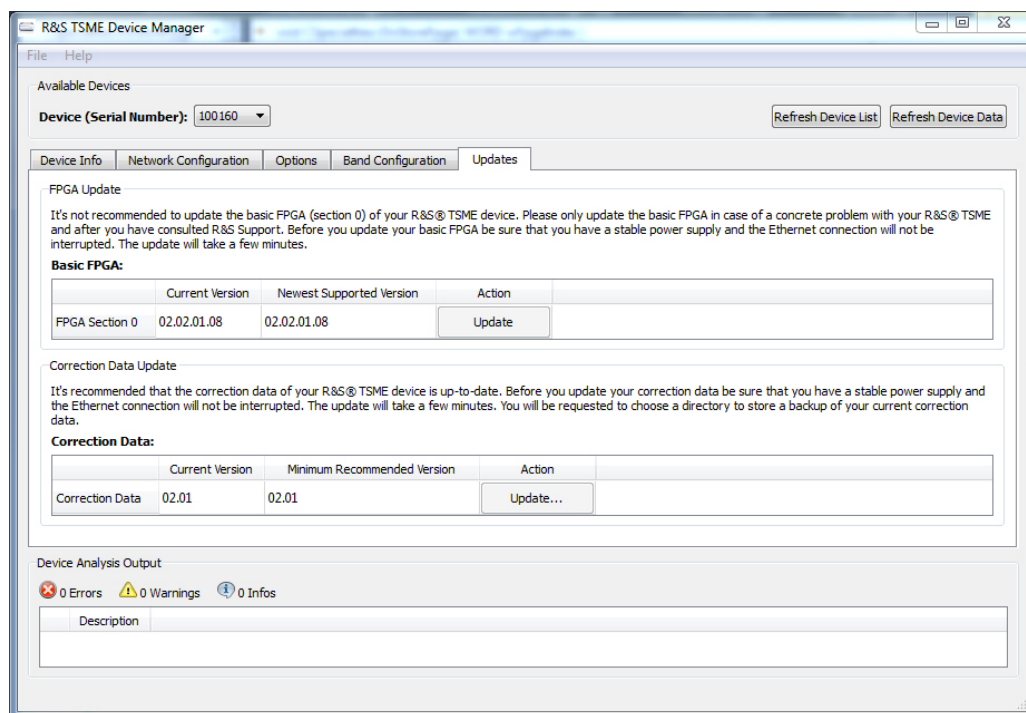 R&S TSME Device Manager
File Help
Available Devices
Device (Serial Number): 100160 Refresh Device List Refresh Device Data
Device Info Network Configuration Options Band Configuration Updates
FPGA Update
It's not recommended to update the basic FPGA (section 0) of your R&S® TSME device. Please only update the basic FPGA in case of a concrete problem with your R&S® TSME
and after you have consulted R&S Support. Before you update your basic FPGA be sure that you have a stable power supply and the Ethernet connection will not be
interrupted. The update will take a few minutes.
Basic FPGA:
Current Version Newest Supported Version Action
FPGA Section 0 02.02.01.08 02.02.01.08 Update
Correction Data Update
It's recommended that the correction data of your R&S® TSME device is up-to-date. Before you update your correction data be sure that you have a stable power supply and
the Ethernet connection will not be interrupted. The update will take a few minutes. You will be requested to choose a directory to store a backup of your current correction
data.
Correction Data:
Current Version Minimum Recommended Version Action
Correction Data 02.01 02.01 Update...
Device Analysis Output
0 Errors 0 Warnings 0 Infos
Description